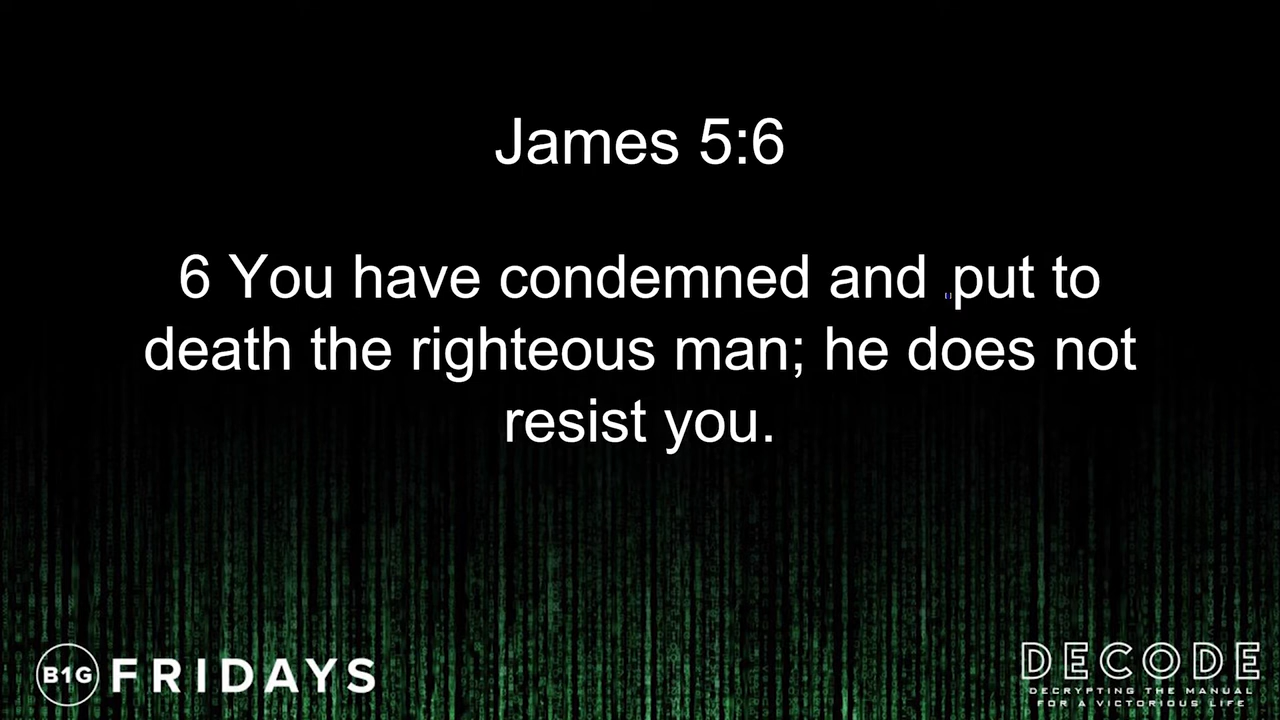 James 5:6
6 You have condemned and put to
death the righteous man; he does not
resist you.
B1G FRIDAYS
DECODE
DECRYPTING THE MANUAL
FOR A VICTORIOUS LIFE